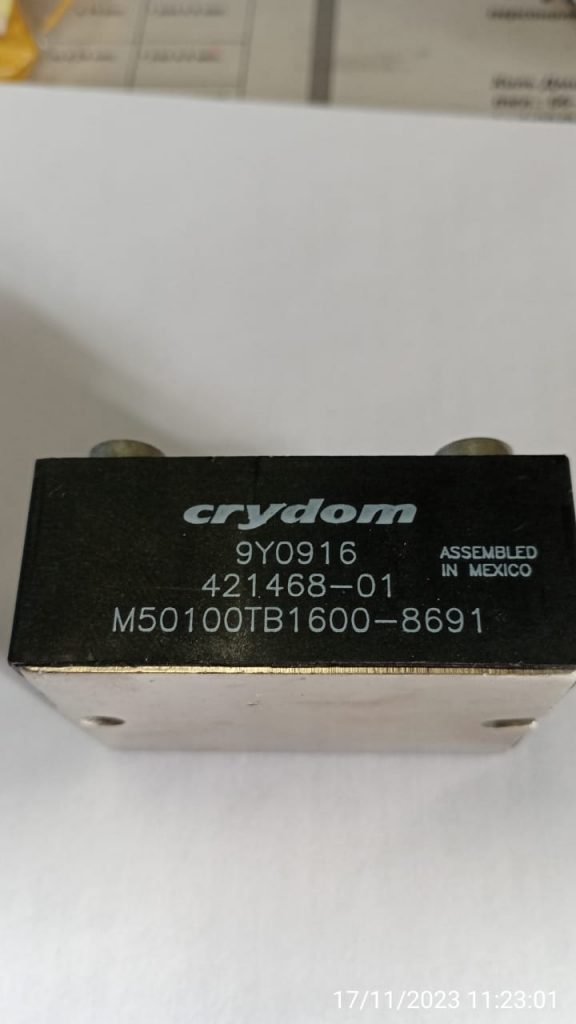 crydom
9Y0916
421468-01
M50100TB1600-8691
ASSEMBLED
IN MEXICO
17/11/2023 11:23:01